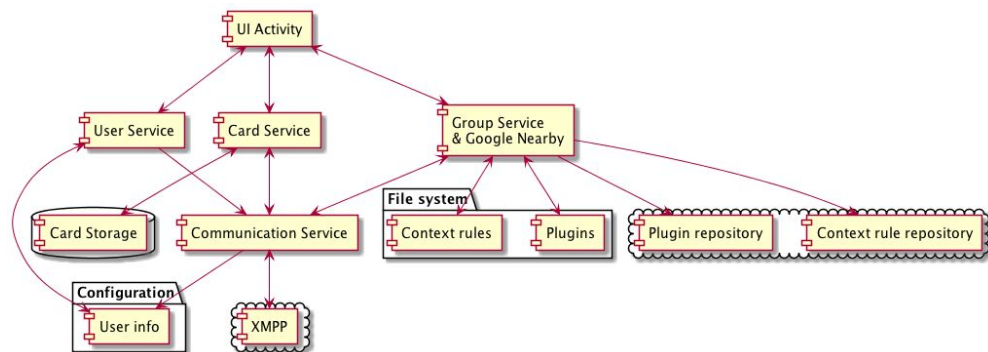 UI Activity
User Service
Card Service
Group Service
& Google Nearby
File system
Card Storage
Communication Service
Context rules
Plugins
Plugin repository
Context rule repository
Configuration
User info
XMPP